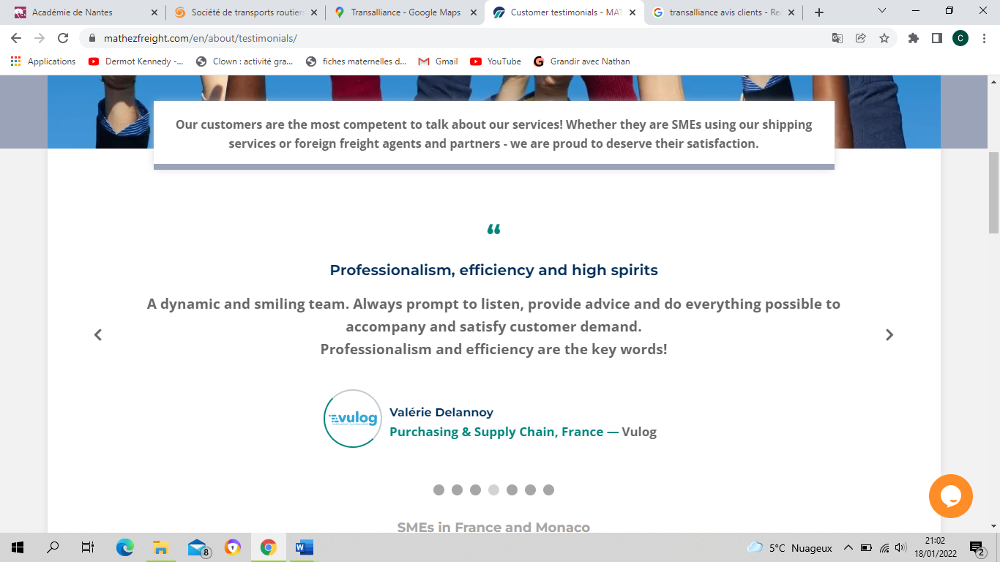 Académie de Nantes
Société de transports routiers
Transalliance - Google Maps
Customer testimonials - MAT
transalliance avis clients - Re
mathezfreight.com/en/about/testimonials/
C
Applications
Dermot Kennedy -...
Clown : activité gra...
fiches maternelles d...
Gmail
YouTube
Grandir avec Nathan
Our customers are the most competent to talk about our services! Whether they are SMEs using our shipping
services or foreign freight agents and partners - we are proud to deserve their satisfaction.
“
Professionalism, efficiency and high spirits
A dynamic and smiling team. Always prompt to listen, provide advice and do everything possible to
accompany and satisfy customer demand.
Professionalism and efficiency are the key words!
vulog
Valérie Delannoy
Purchasing & Supply Chain, France — Vulog
SMEs in France and Monaco
8
5°C Nuageux
21:02
18/01/2022
2